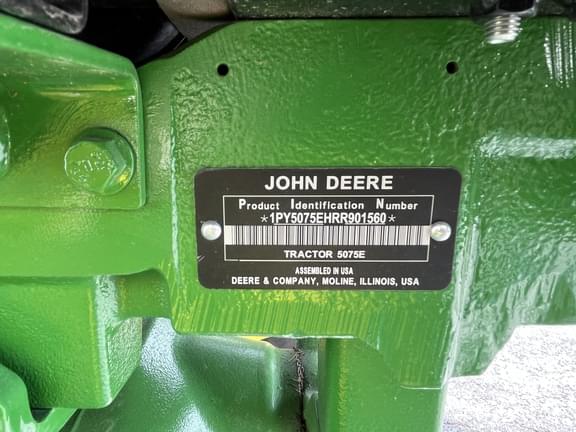 JOHN DEERE
Product Identification Number
*1PY5075EHRR901560*
TRACTOR 5075E
ASSEMBLED IN USA
DEERE & COMPANY, MOLINE, ILLINOIS, USA